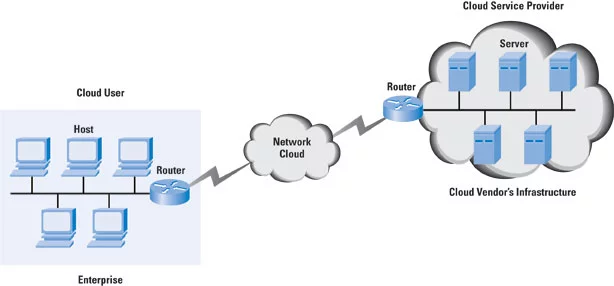 Cloud Service Provider
Server
Router
Cloud User
Host
Network
Cloud
Router
Cloud Vendor's Infrastructure
Enterprise